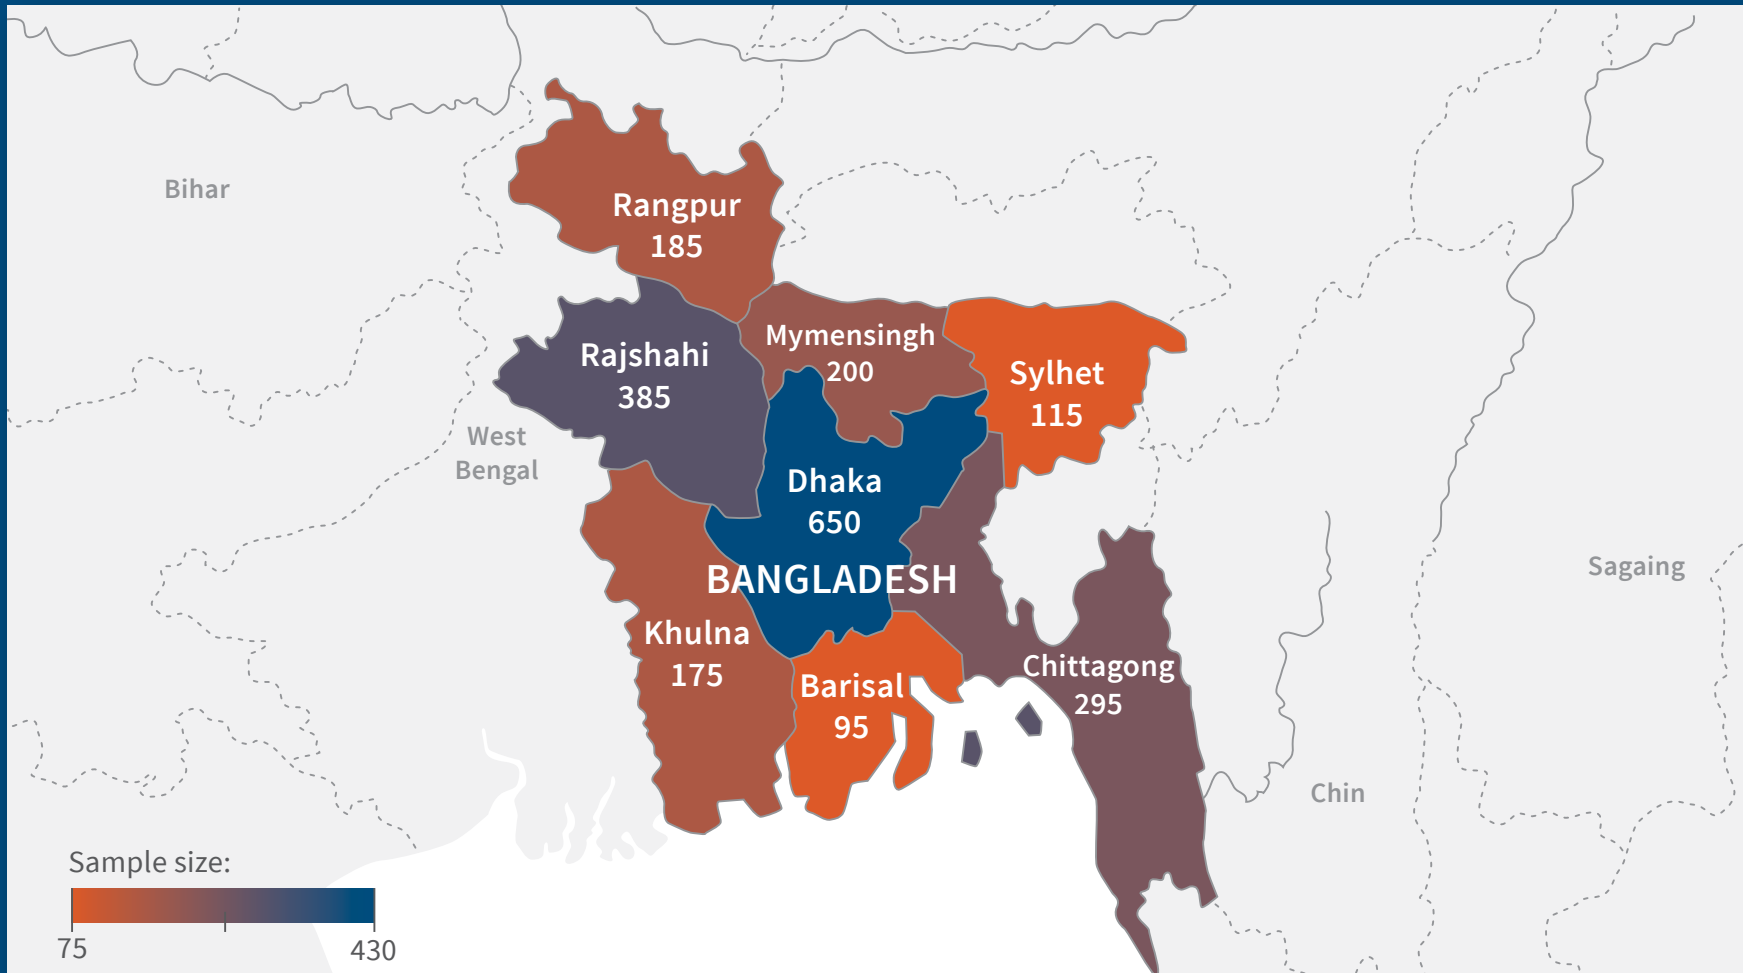 Bihar
Rangpur
185
Mymensingh
200
Rajshahi
385
Sylhet
115
West
Bengal
Dhaka
650
BANGLADESH
Sagaing
Khulna
175
Chittagong
295
Barisal
95
Chin
Sample size:
75
430